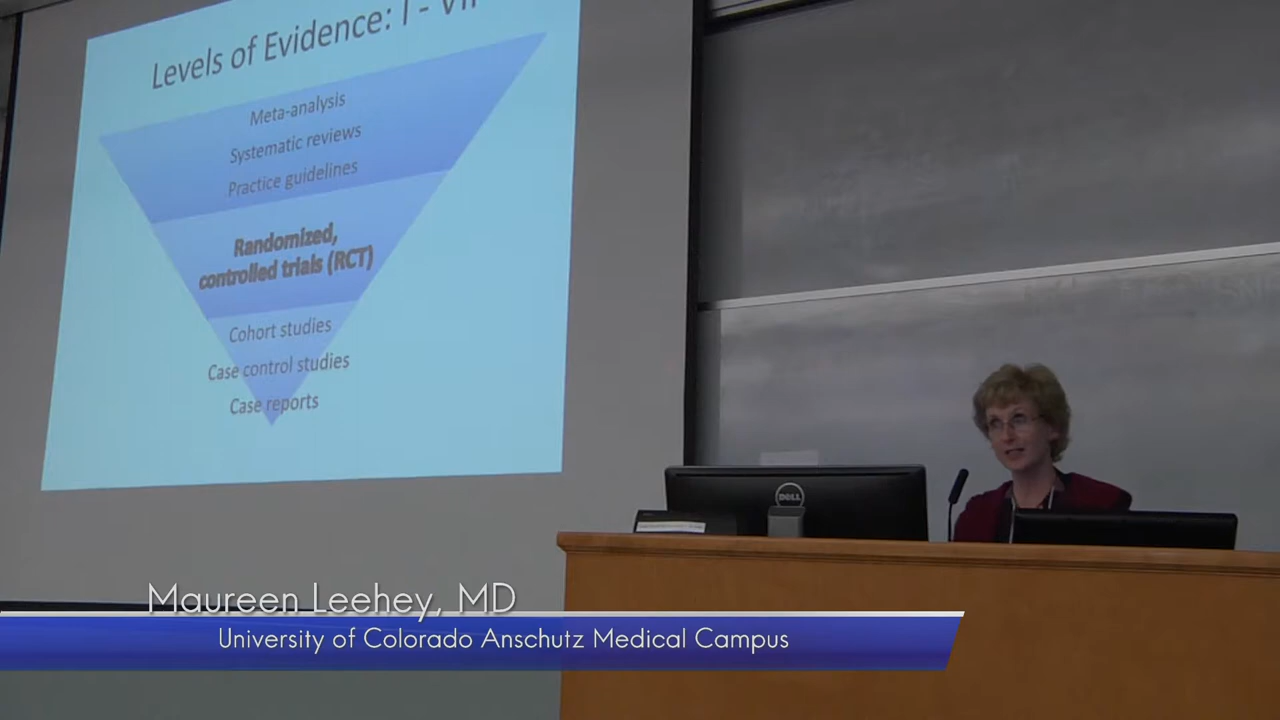 Levels of Evidence: I - VII
Meta-analysis
Systematic reviews
Practice guidelines
Randomized,
controlled trials (RCT)
Cohort studies
Case control studies
Case reports
DELL
Maureen Leehey, MD
University of Colorado Anschutz Medical Campus